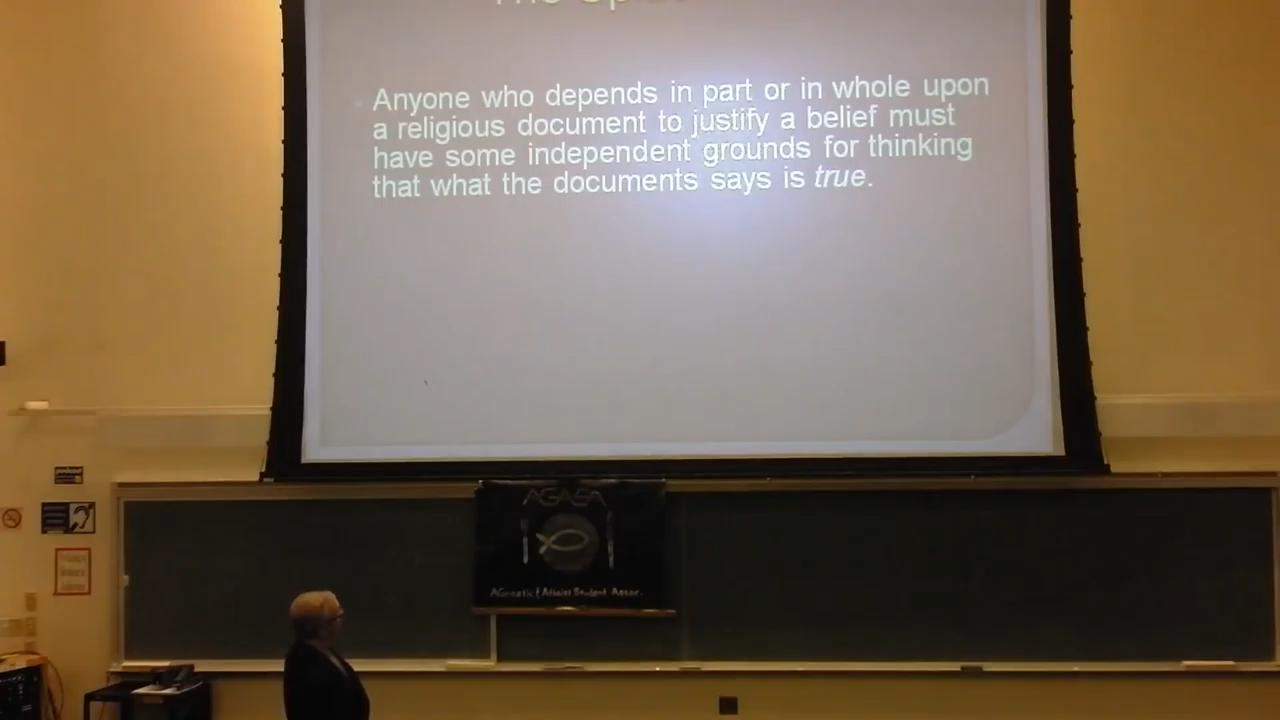 The
Anyone who depends in part or in whole upon
a religious document to justify a belief must
have some independent grounds for thinking
that what the documents says is true.
AGASA
AGnostic & Atheist Student Assoc.